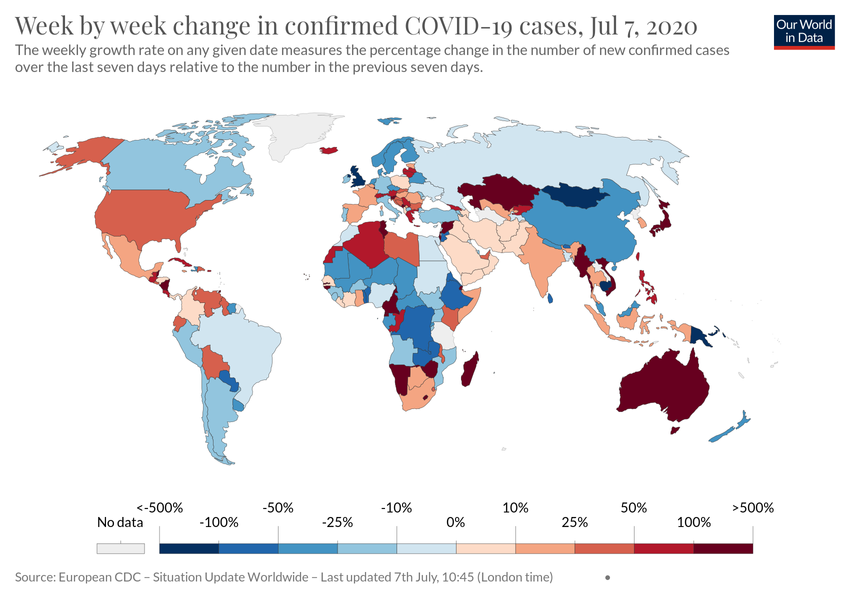 Week by week change in confirmed COVID-19 cases, Jul 7, 2020
Our World
in Data
The weekly growth rate on any given date measures the percentage change in the number of new confirmed cases
over the last seven days relative to the number in the previous seven days.
<-500% -50% -10% 10% 50% >500%
No data -100% -25% 0% 25% 100%
Source: European CDC – Situation Update Worldwide – Last updated 7th July, 10:45 (London time)